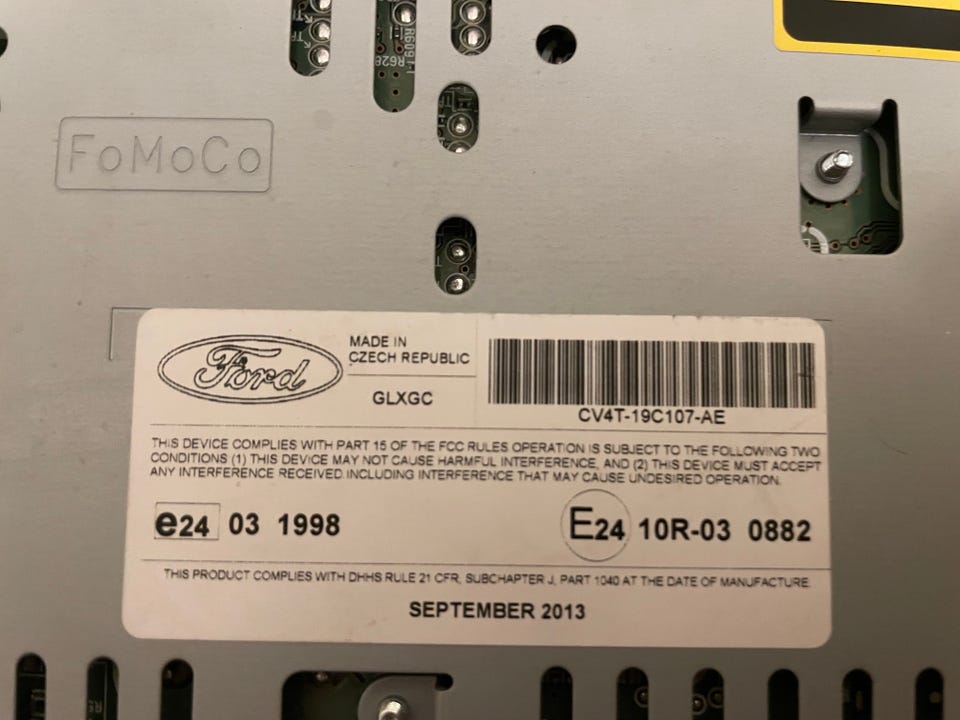 R6091-1
R628
FoMoCo
Ford
MADE IN
CZECH REPUBLIC
GLXGC
CV4T-19C107-AE
THIS DEVICE COMPLIES WITH PART 15 OF THE FCC RULES OPERATION IS SUBJECT TO THE FOLLOWING TWO
CONDITIONS (1) THIS DEVICE MAY NOT CAUSE HARMFUL INTERFERENCE, AND (2) THIS DEVICE MUST ACCEPT
ANY INTERFERENCE RECEIVED.INCLUDING INTERFERENCE THAT MAY CAUSE UNDESIRED OPERATION.
e24 03 1998
E24 10R-03 0882
THIS PRODUCT COMPLIES WITH DHHS RULE 21 CFR, SUBCHAPTER J, PART 1040 AT THE DATE OF MANUFACTURE.
SEPTEMBER 2013